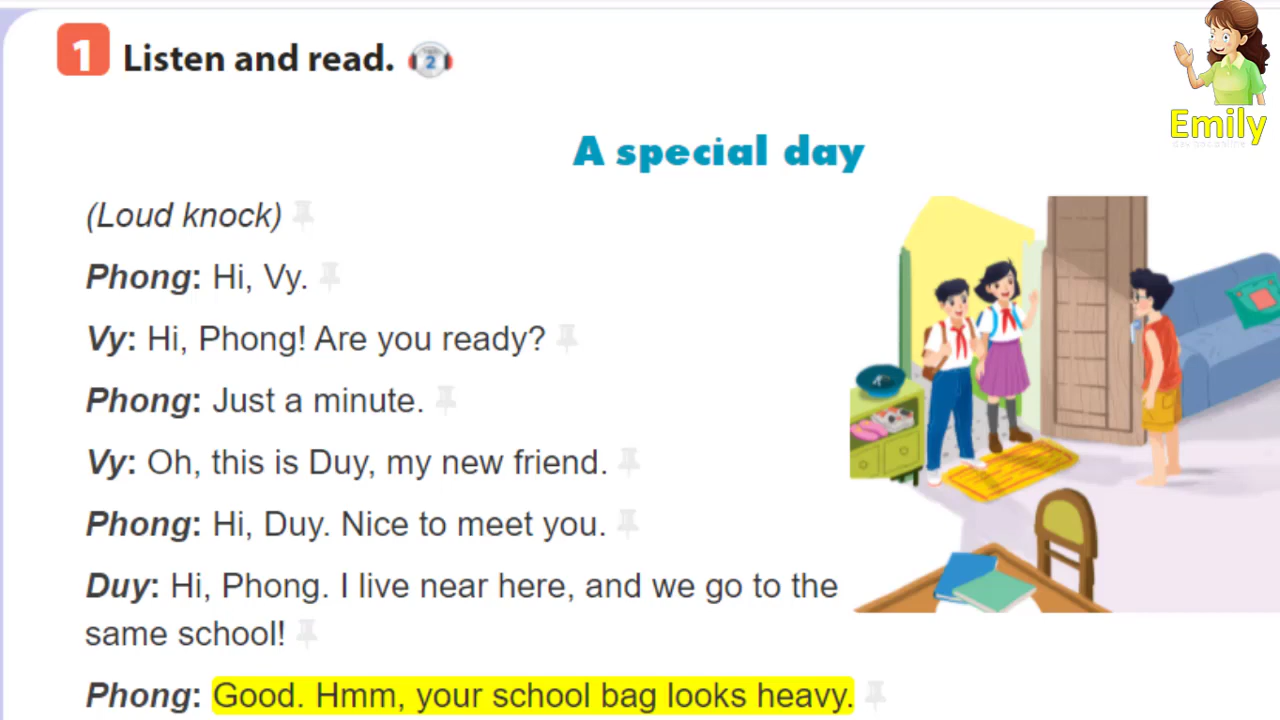 1 Listen and read. 2
Emily
A special day
(Loud knock)
Phong: Hi, Vy.
Vy: Hi, Phong! Are you ready?
Phong: Just a minute.
Vy: Oh, this is Duy, my new friend.
Phong: Hi, Duy. Nice to meet you.
Duy: Hi, Phong. I live near here, and we go to the
same school!
Phong: Good. Hmm, your school bag looks heavy.